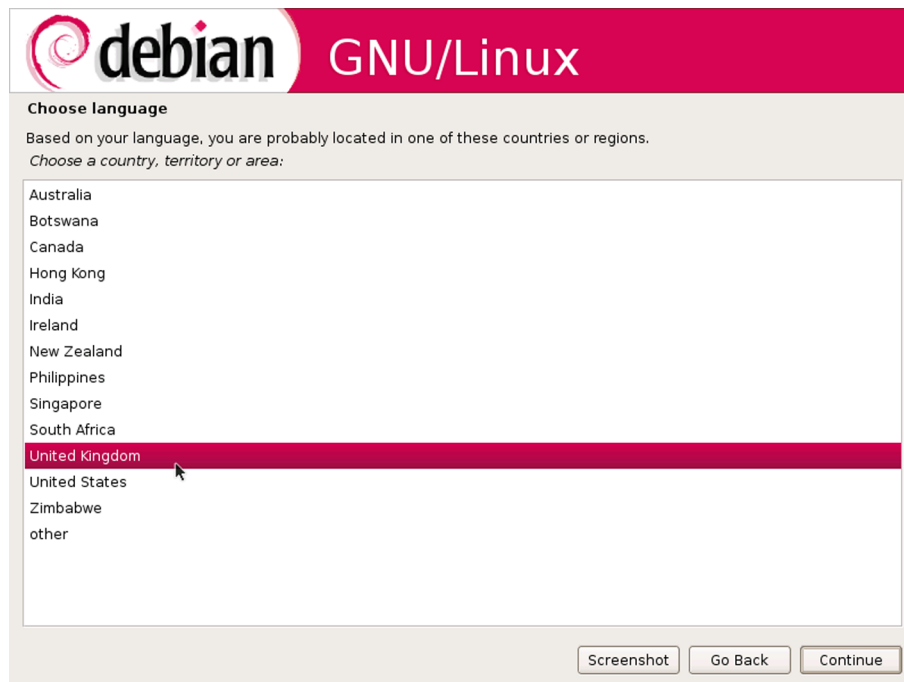 debian GNU/Linux
Choose language
Based on your language, you are probably located in one of these countries or regions.
Choose a country, territory or area:
Australia
Botswana
Canada
Hong Kong
India
Ireland
New Zealand
Philippines
Singapore
South Africa
United Kingdom
United States
Zimbabwe
other
Screenshot Go Back Continue